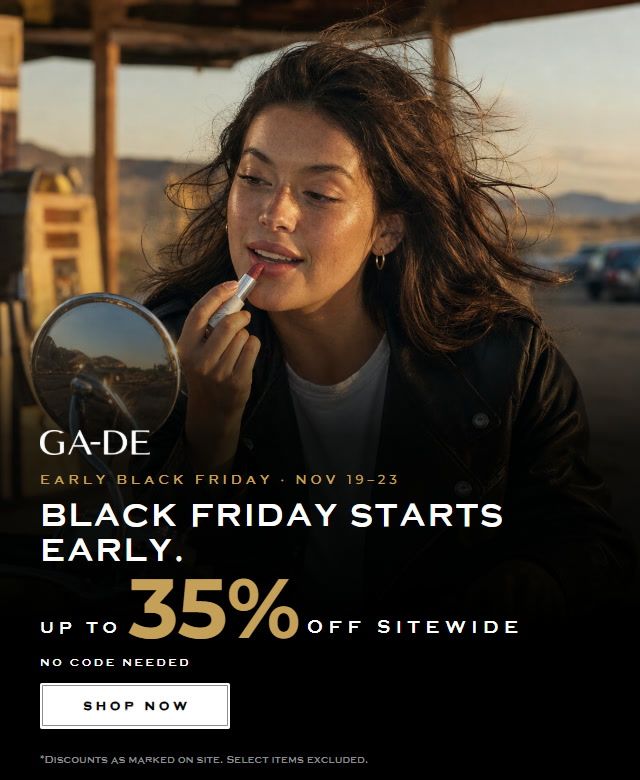 GA-DE
EARLY BLACK FRIDAY · NOV 19–23
BLACK FRIDAY STARTS
EARLY.
UP TO 35% OFF SITEWIDE
NO CODE NEEDED
SHOP NOW
*DISCOUNTS AS MARKED ON SITE. SELECT ITEMS EXCLUDED.